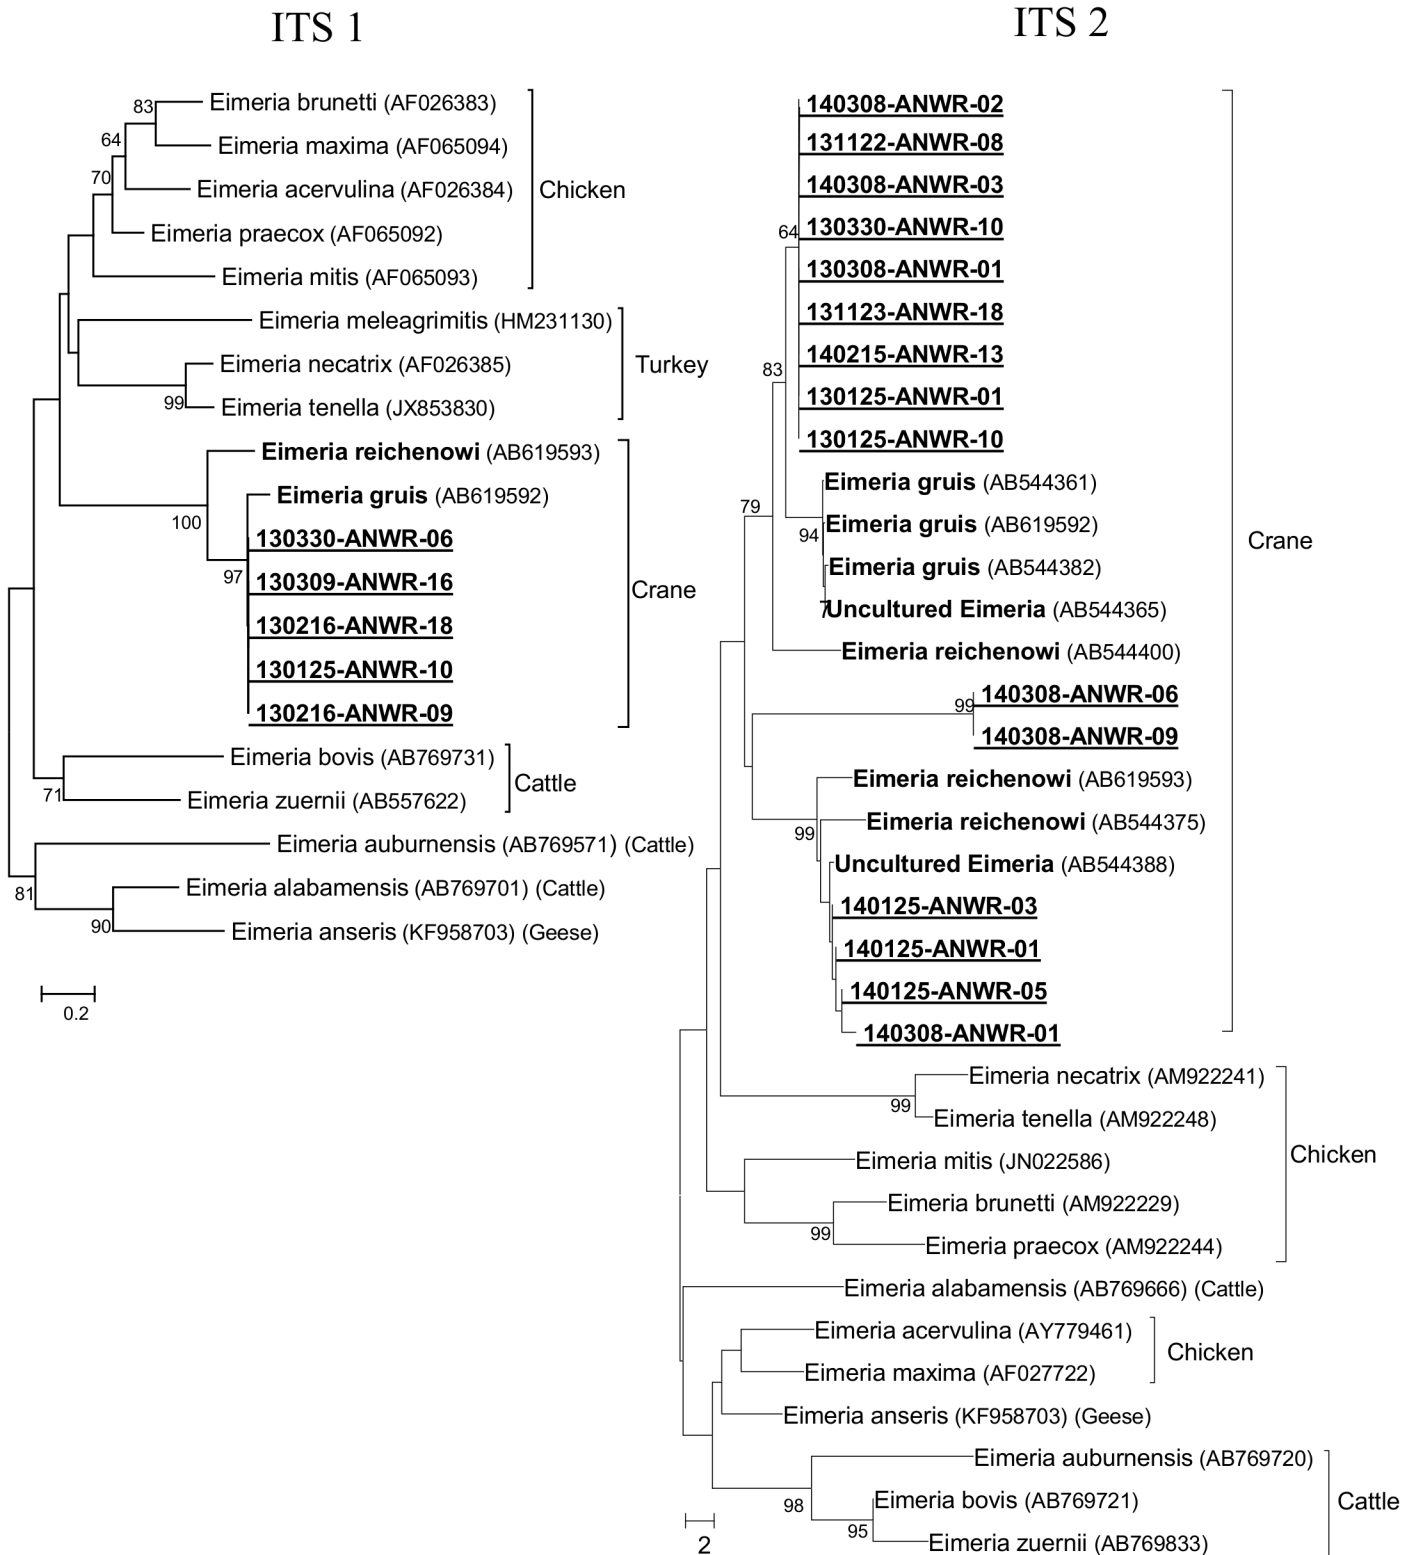 ITS 1
83
Eimeria brunetti (AF026383)
64
Eimeria maxima (AF065094)
70
Eimeria acervulina (AF026384)
Chicken
Eimeria praecox (AF065092)
Eimeria mitis (AF065093)
Eimeria meleagrimitis (HM231130)
Eimeria necatrix (AF026385)
Turkey
99
Eimeria tenella (JX853830)
Eimeria reichenowi (AB619593)
Eimeria gruis (AB619592)
100
130330-ANWR-06
97
130309-ANWR-16
Crane
130216-ANWR-18
130125-ANWR-10
130216-ANWR-09
Eimeria bovis (AB769731)
Cattle
71
Eimeria zuernii (AB557622)
Eimeria auburnensis (AB769571) (Cattle)
81
Eimeria alabamensis (AB769701) (Cattle)
90
Eimeria anseris (KF958703) (Geese)
0.2
ITS 2
140308-ANWR-02
131122-ANWR-08
140308-ANWR-03
64
130330-ANWR-10
130308-ANWR-01
131123-ANWR-18
140215-ANWR-13
83
130125-ANWR-01
130125-ANWR-10
Eimeria gruis (AB544361)
79
Eimeria gruis (AB619592)
94
Crane
Eimeria gruis (AB544382)
7
Uncultured Eimeria (AB544365)
Eimeria reichenowi (AB544400)
99
140308-ANWR-06
140308-ANWR-09
Eimeria reichenowi (AB619593)
Eimeria reichenowi (AB544375)
99
Uncultured Eimeria (AB544388)
140125-ANWR-03
140125-ANWR-01
140125-ANWR-05
140308-ANWR-01
Eimeria necatrix (AM922241)
99
Eimeria tenella (AM922248)
Chicken
Eimeria mitis (JN022586)
Eimeria brunetti (AM922229)
99
Eimeria praecox (AM922244)
Eimeria alabamensis (AB769666) (Cattle)
Eimeria acervulina (AY779461)
Chicken
Eimeria maxima (AF027722)
Eimeria anseris (KF958703) (Geese)
Eimeria auburnensis (AB769720)
98
Eimeria bovis (AB769721)
Cattle
95
Eimeria zuernii (AB769833)
2